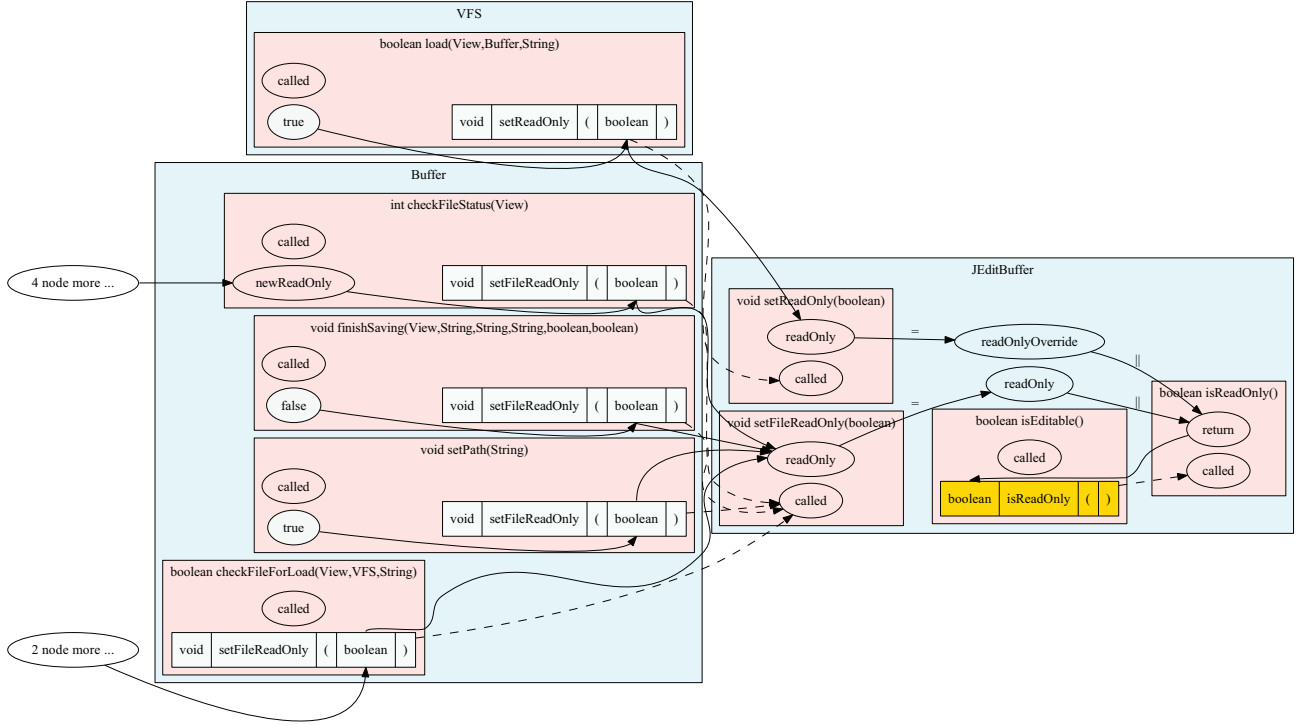 VFS
boolean load(View,Buffer,String)
called
true
void setReadOnly ( boolean )
Buffer
int checkFileStatus(View)
called
4 node more ...
newReadOnly
void setFileReadOnly ( boolean )
void finishSaving(View,String,String,String,boolean,boolean)
called
false
void setFileReadOnly ( boolean )
void setPath(String)
called
true
void setFileReadOnly ( boolean )
boolean checkFileForLoad(View,VFS,String)
called
2 node more ...
void setFileReadOnly ( boolean )
JEditBuffer
void setReadOnly(boolean)
readOnly
=
readOnlyOverride
||
called
void setFileReadOnly(boolean)
readOnly
=
readOnly
||
called
boolean isEditable()
called
boolean isReadOnly ( )
boolean isReadOnly()
return
called